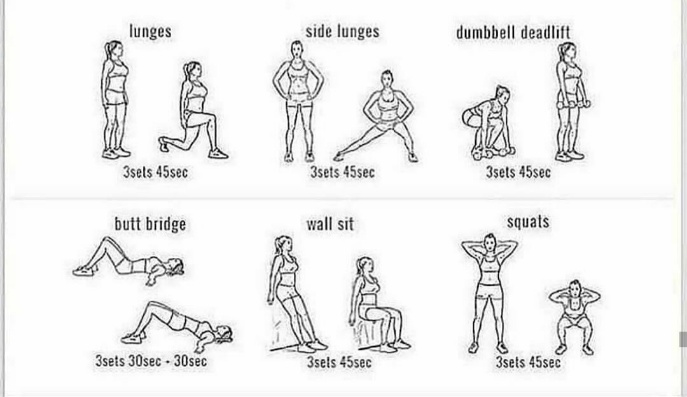 lunges
side lunges
dumbbell deadlift
3sets 45sec
3sets 45sec
3sets 45sec
butt bridge
wall sit
squats
3sets 30sec - 30sec
3sets 45sec
3sets 45sec